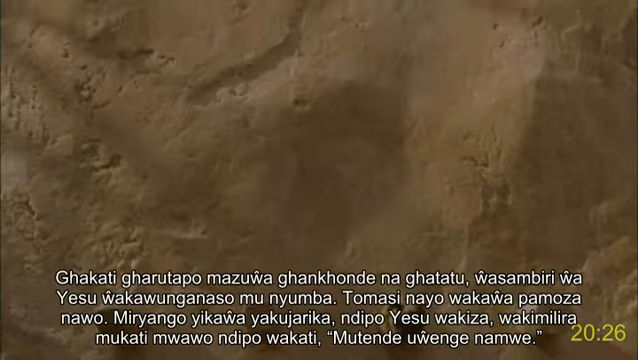 Ghakati gharutapo mazuŵa ghankhonde na ghatatu, ŵasambiri ŵa
Yesu ŵakawunganaso mu nyumba. Tomasi nayo wakaŵa pamoza
nawo. Miryango yikaŵa yakujarika, ndipo Yesu wakiza, wakimilira
mukati mwawo ndipo wakati, “Mutende uŵenge namwe.”
20:26